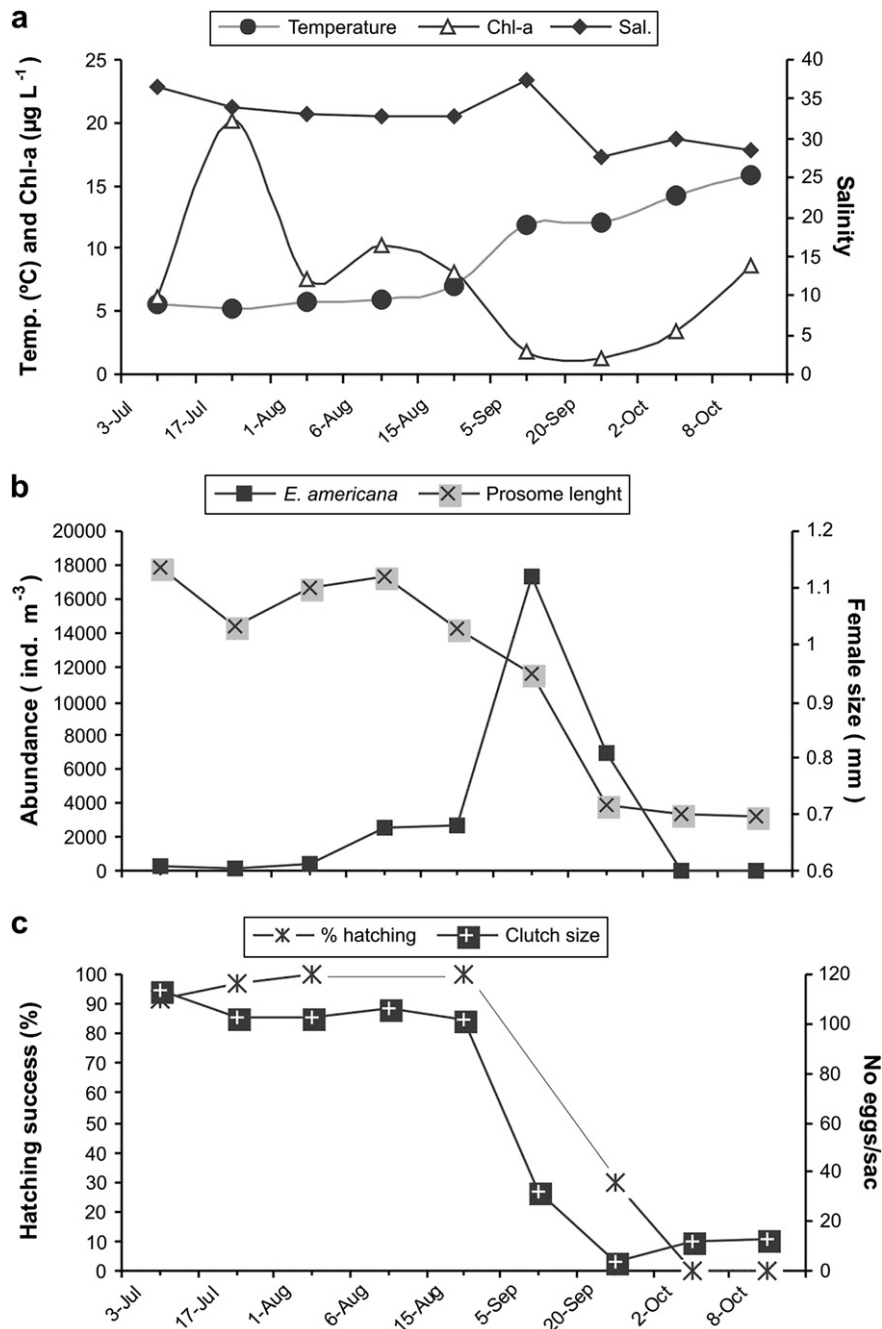 a
Temperature Chl-a Sal.
25 40
20 35
15 30
10 25
5 20
0 15
10
5
0
Temp. (ºC) and Chl-a (µg L -1)
Salinity
3-Jul 17-Jul 1-Aug 6-Aug 15-Aug 5-Sep 20-Sep 2-Oct 8-Oct
b
E. americana Prosome lenght
20000 1.2
18000
16000 1.1
14000 1
12000
10000 0.9
8000
6000 0.8
4000 0.7
2000
0 0.6
Abundance ( ind. m-3)
Female size ( mm )
c
% hatching Clutch size
100 120
90
80 100
70 80
60
50 60
40
30 40
20 20
10
0 0
Hatching success (%)
No eggs/sac
3-Jul 17-Jul 1-Aug 6-Aug 15-Aug 5-Sep 20-Sep 2-Oct 8-Oct